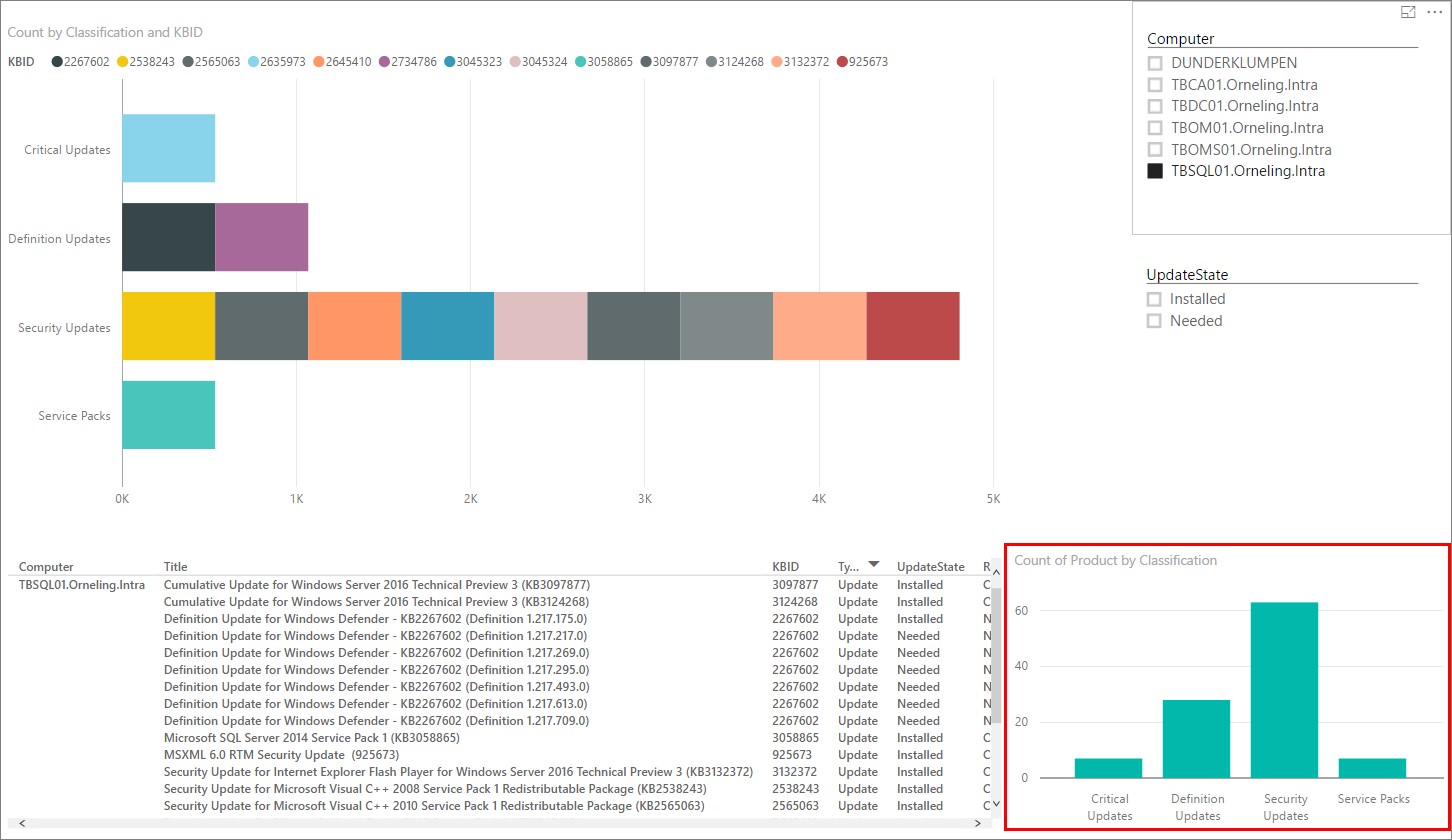 Count by Classification and KBID
KBID 2267602 2538243 2565063 2635973 2645410 2734786 3045323 3045324 3058865 3097877 3124268 3132372 925673
Critical Updates
Definition Updates
Security Updates
Service Packs
0K 1K 2K 3K 4K 5K
Computer
DUNDERKLUMPEN
TBCA01.Orneling.Intra
TBDC01.Orneling.Intra
TBOM01.Orneling.Intra
TBOMS01.Orneling.Intra
TBSQL01.Orneling.Intra
UpdateState
Installed
Needed
Computer Title KBID Ty... UpdateState R
TBSQL01.Orneling.Intra Cumulative Update for Windows Server 2016 Technical Preview 3 (KB3097877) 3097877 Update Installed C
Cumulative Update for Windows Server 2016 Technical Preview 3 (KB3124268) 3124268 Update Installed C
Definition Update for Windows Defender - KB2267602 (Definition 1.217.175.0) 2267602 Update Installed N
Definition Update for Windows Defender - KB2267602 (Definition 1.217.217.0) 2267602 Update Needed N
Definition Update for Windows Defender - KB2267602 (Definition 1.217.269.0) 2267602 Update Needed N
Definition Update for Windows Defender - KB2267602 (Definition 1.217.295.0) 2267602 Update Needed N
Definition Update for Windows Defender - KB2267602 (Definition 1.217.493.0) 2267602 Update Needed N
Definition Update for Windows Defender - KB2267602 (Definition 1.217.613.0) 2267602 Update Needed N
Definition Update for Windows Defender - KB2267602 (Definition 1.217.709.0) 2267602 Update Needed N
Microsoft SQL Server 2014 Service Pack 1 (KB3058865) 3058865 Update Installed C
MSXML 6.0 RTM Security Update (925673) 925673 Update Installed C
Security Update for Internet Explorer Flash Player for Windows Server 2016 Technical Preview 3 (KB3132372) 3132372 Update Installed C
Security Update for Microsoft Visual C++ 2008 Service Pack 1 Redistributable Package (KB2538243) 2538243 Update Installed C
Security Update for Microsoft Visual C++ 2010 Service Pack 1 Redistributable Package (KB2565063) 2565063 Update Installed C
Count of Product by Classification
60
40
20
0
Critical Definition Security Service Packs
Updates Updates Updates